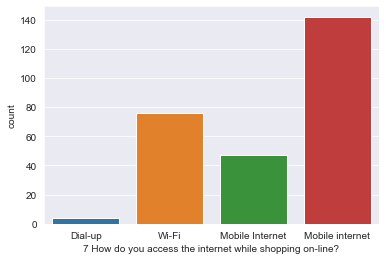 140
120
100
80
60
40
20
0
count
Dial-up Wi-Fi Mobile Internet Mobile internet
7 How do you access the internet while shopping on-line?